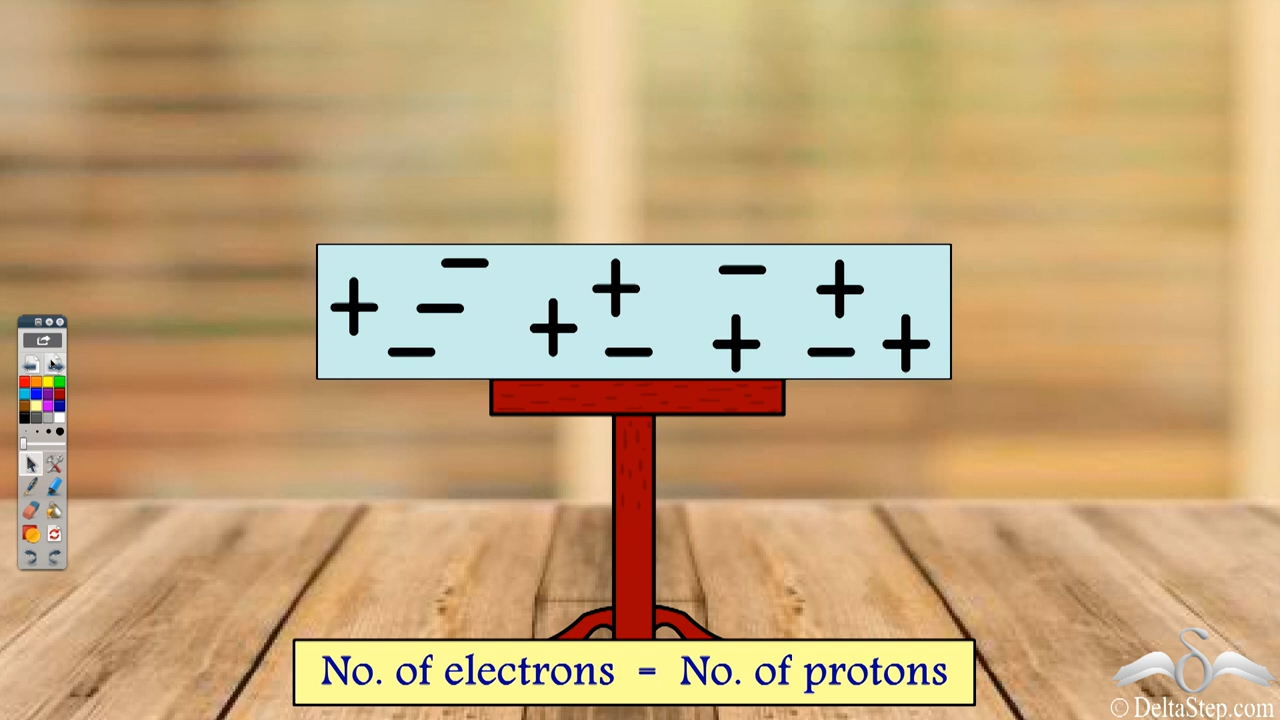 + − − − + + − − + + − +
No. of electrons = No. of protons
© DeltaStep.com